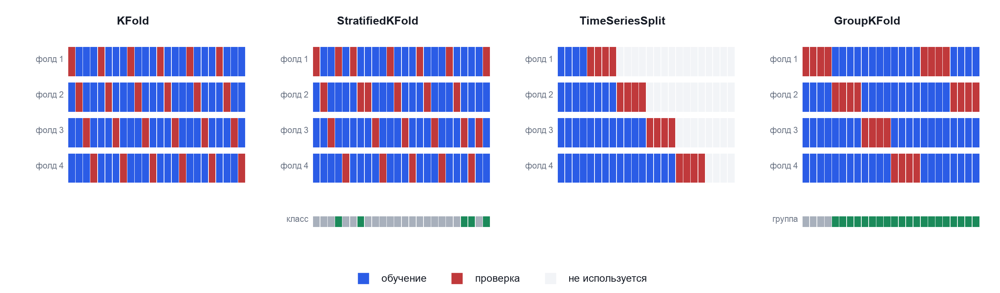 KFold
фолд 1
фолд 2
фолд 3
фолд 4
StratifiedKFold
фолд 1
фолд 2
фолд 3
фолд 4
класс
TimeSeriesSplit
фолд 1
фолд 2
фолд 3
фолд 4
GroupKFold
фолд 1
фолд 2
фолд 3
фолд 4
группа
обучение
проверка
не используется